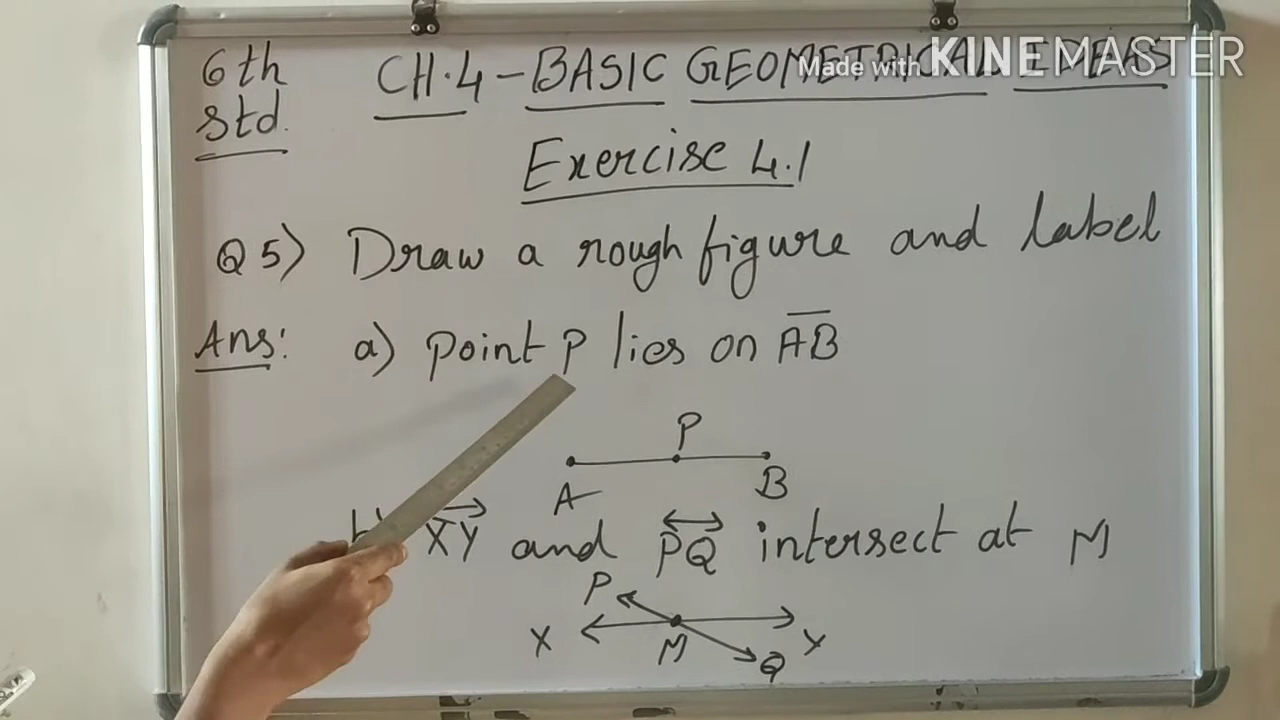 6th std.
CH.4 - BASIC GEOMETRICAL IDEAS
Made with KINEMASTER
Exercise 4.1
Q5) Draw a rough figure and label
Ans: a) Point P lies on A̅B̅
P
A B
b) XY and PQ intersect at M
P
X M Q Y